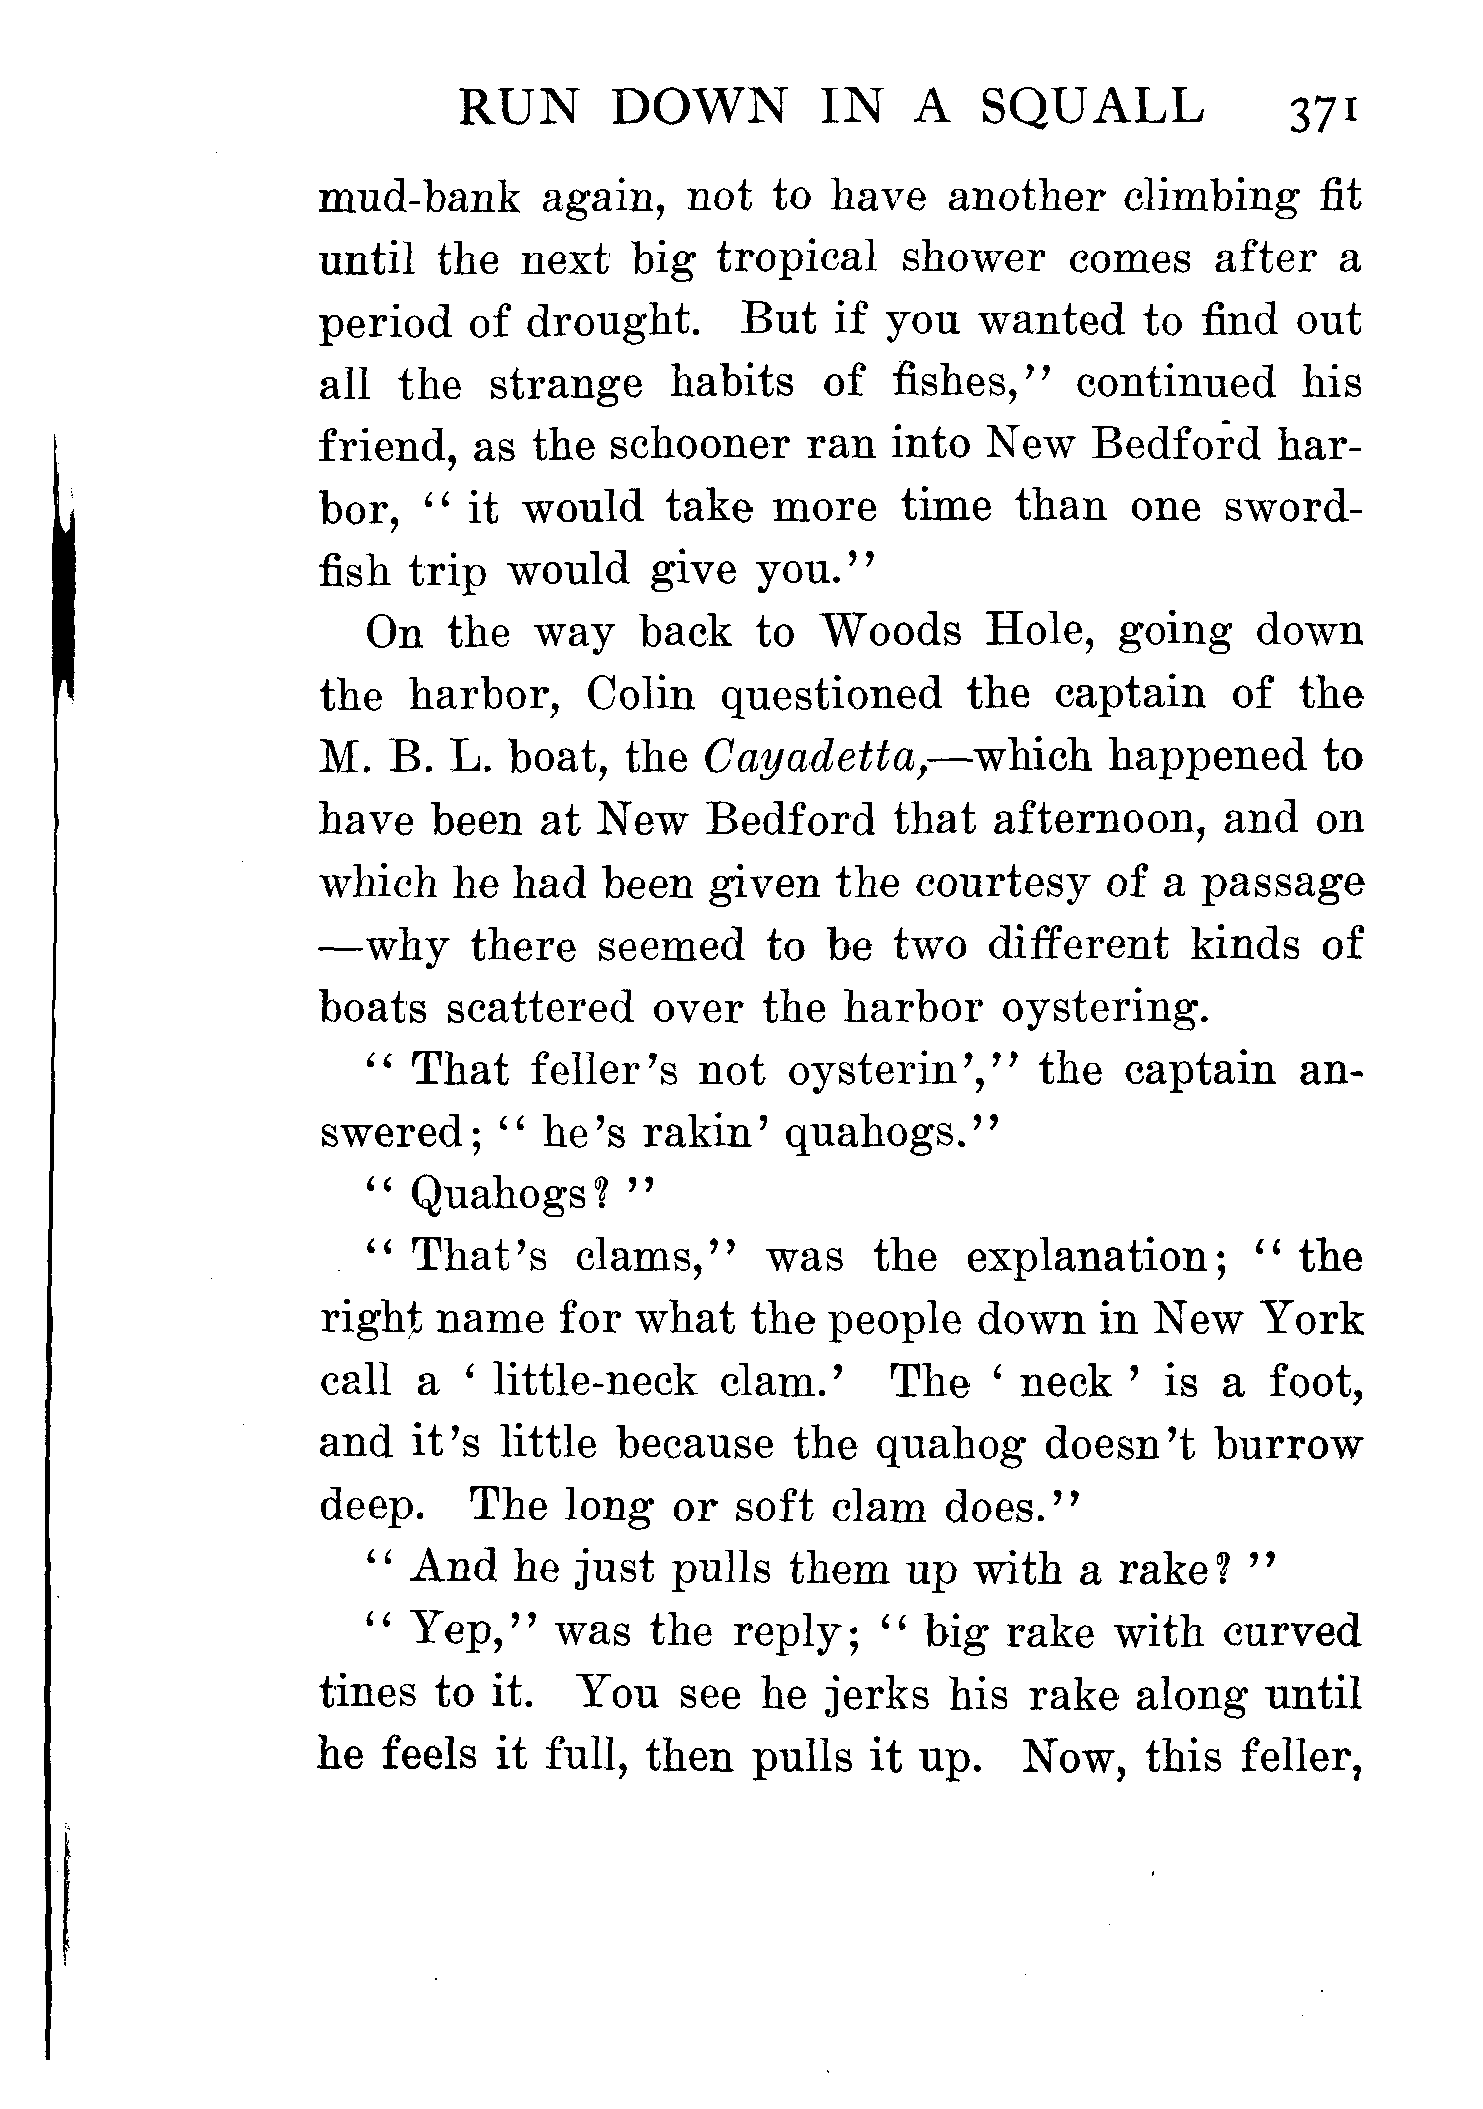 RUN DOWN IN A SQUALL 371
mud-bank again, not to have another climbing fit
until the next big tropical shower comes after a
period of drought. But if you wanted to find out
all the strange habits of fishes,'' continued his
friend, as the schooner ran into New Bedford har-
bor, " it would take more time than one sword-
fish trip would give you.''
On the way back to Woods Hole, going down
the harbor, Colin questioned the captain of the
M. B. L. boat, the Cayadetta,—which happened to
have been at New Bedford that afternoon, and on
which he had been given the courtesy of a passage
—why there seemed to be two different kinds of
boats scattered over the harbor oystering.
“ That feller's not oysterin',” the captain an-
swered; “ he's rakin' quahogs.”
“ Quahogs? ”
“ That's clams,” was the explanation; “ the
right name for what the people down in New York
call a ‘ little-neck clam.’ The ‘ neck ’ is a foot,
and it's little because the quahog doesn't burrow
deep. The long or soft clam does.”
“ And he just pulls them up with a rake? ”
“ Yep,” was the reply; “ big rake with curved
tines to it. You see he jerks his rake along until
he feels it full, then pulls it up. Now, this feller,